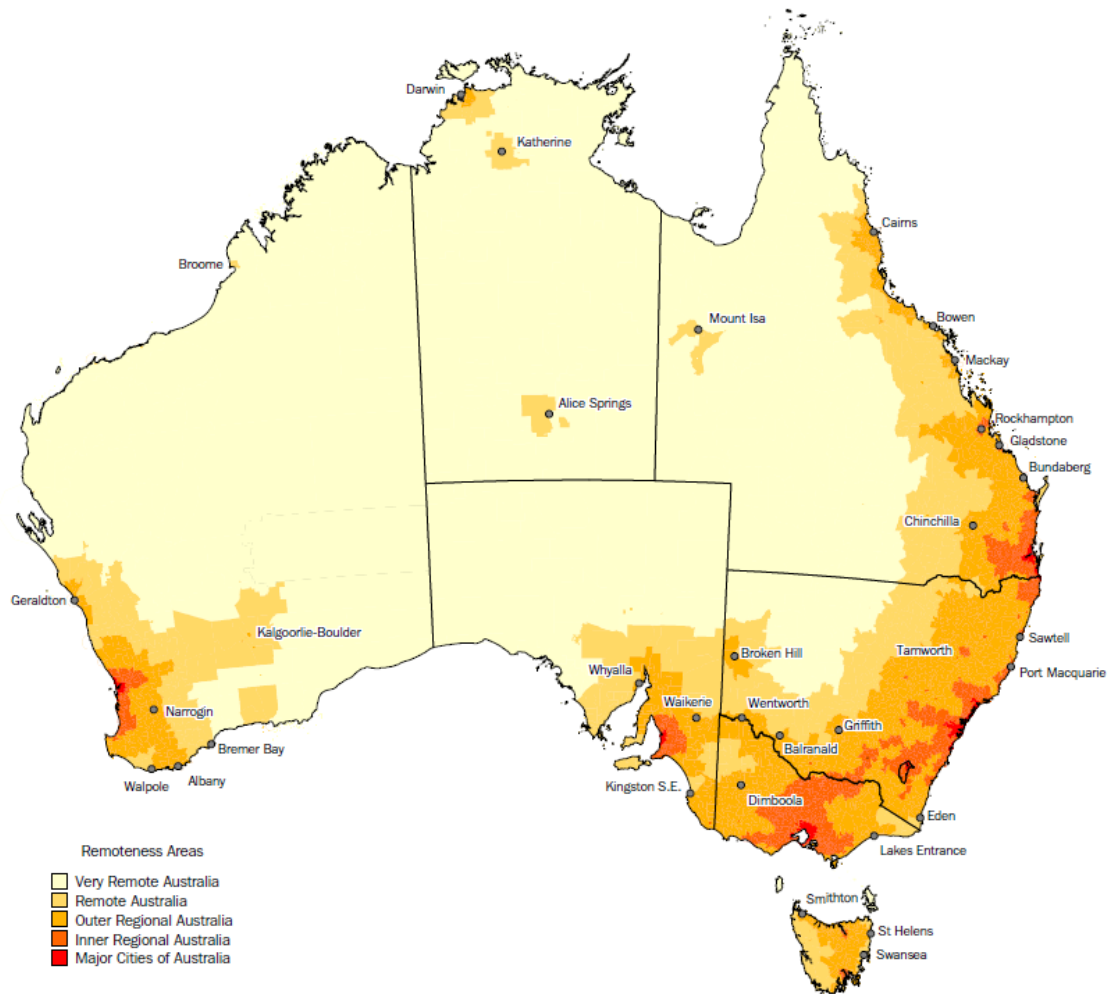 Darwin
Katherine
Cairns
Broome
Mount Isa
Bowen
Mackay
Alice Springs
Rockhampton
Gladstone
Bundaberg
Chinchilla
Geraldton
Kalgoorlie-Boulder
Sawtell
Tamworth
Broken Hill
Port Macquarie
Whyalla
Waikerie
Wentworth
Narrogin
Griffith
Bremer Bay
Balranald
Walpole
Albany
Kingston S.E.
Dimboola
Eden
Lakes Entrance
Remoteness Areas
Very Remote Australia
Remote Australia
Outer Regional Australia
Inner Regional Australia
Major Cities of Australia
Smithton
St Helens
Swansea